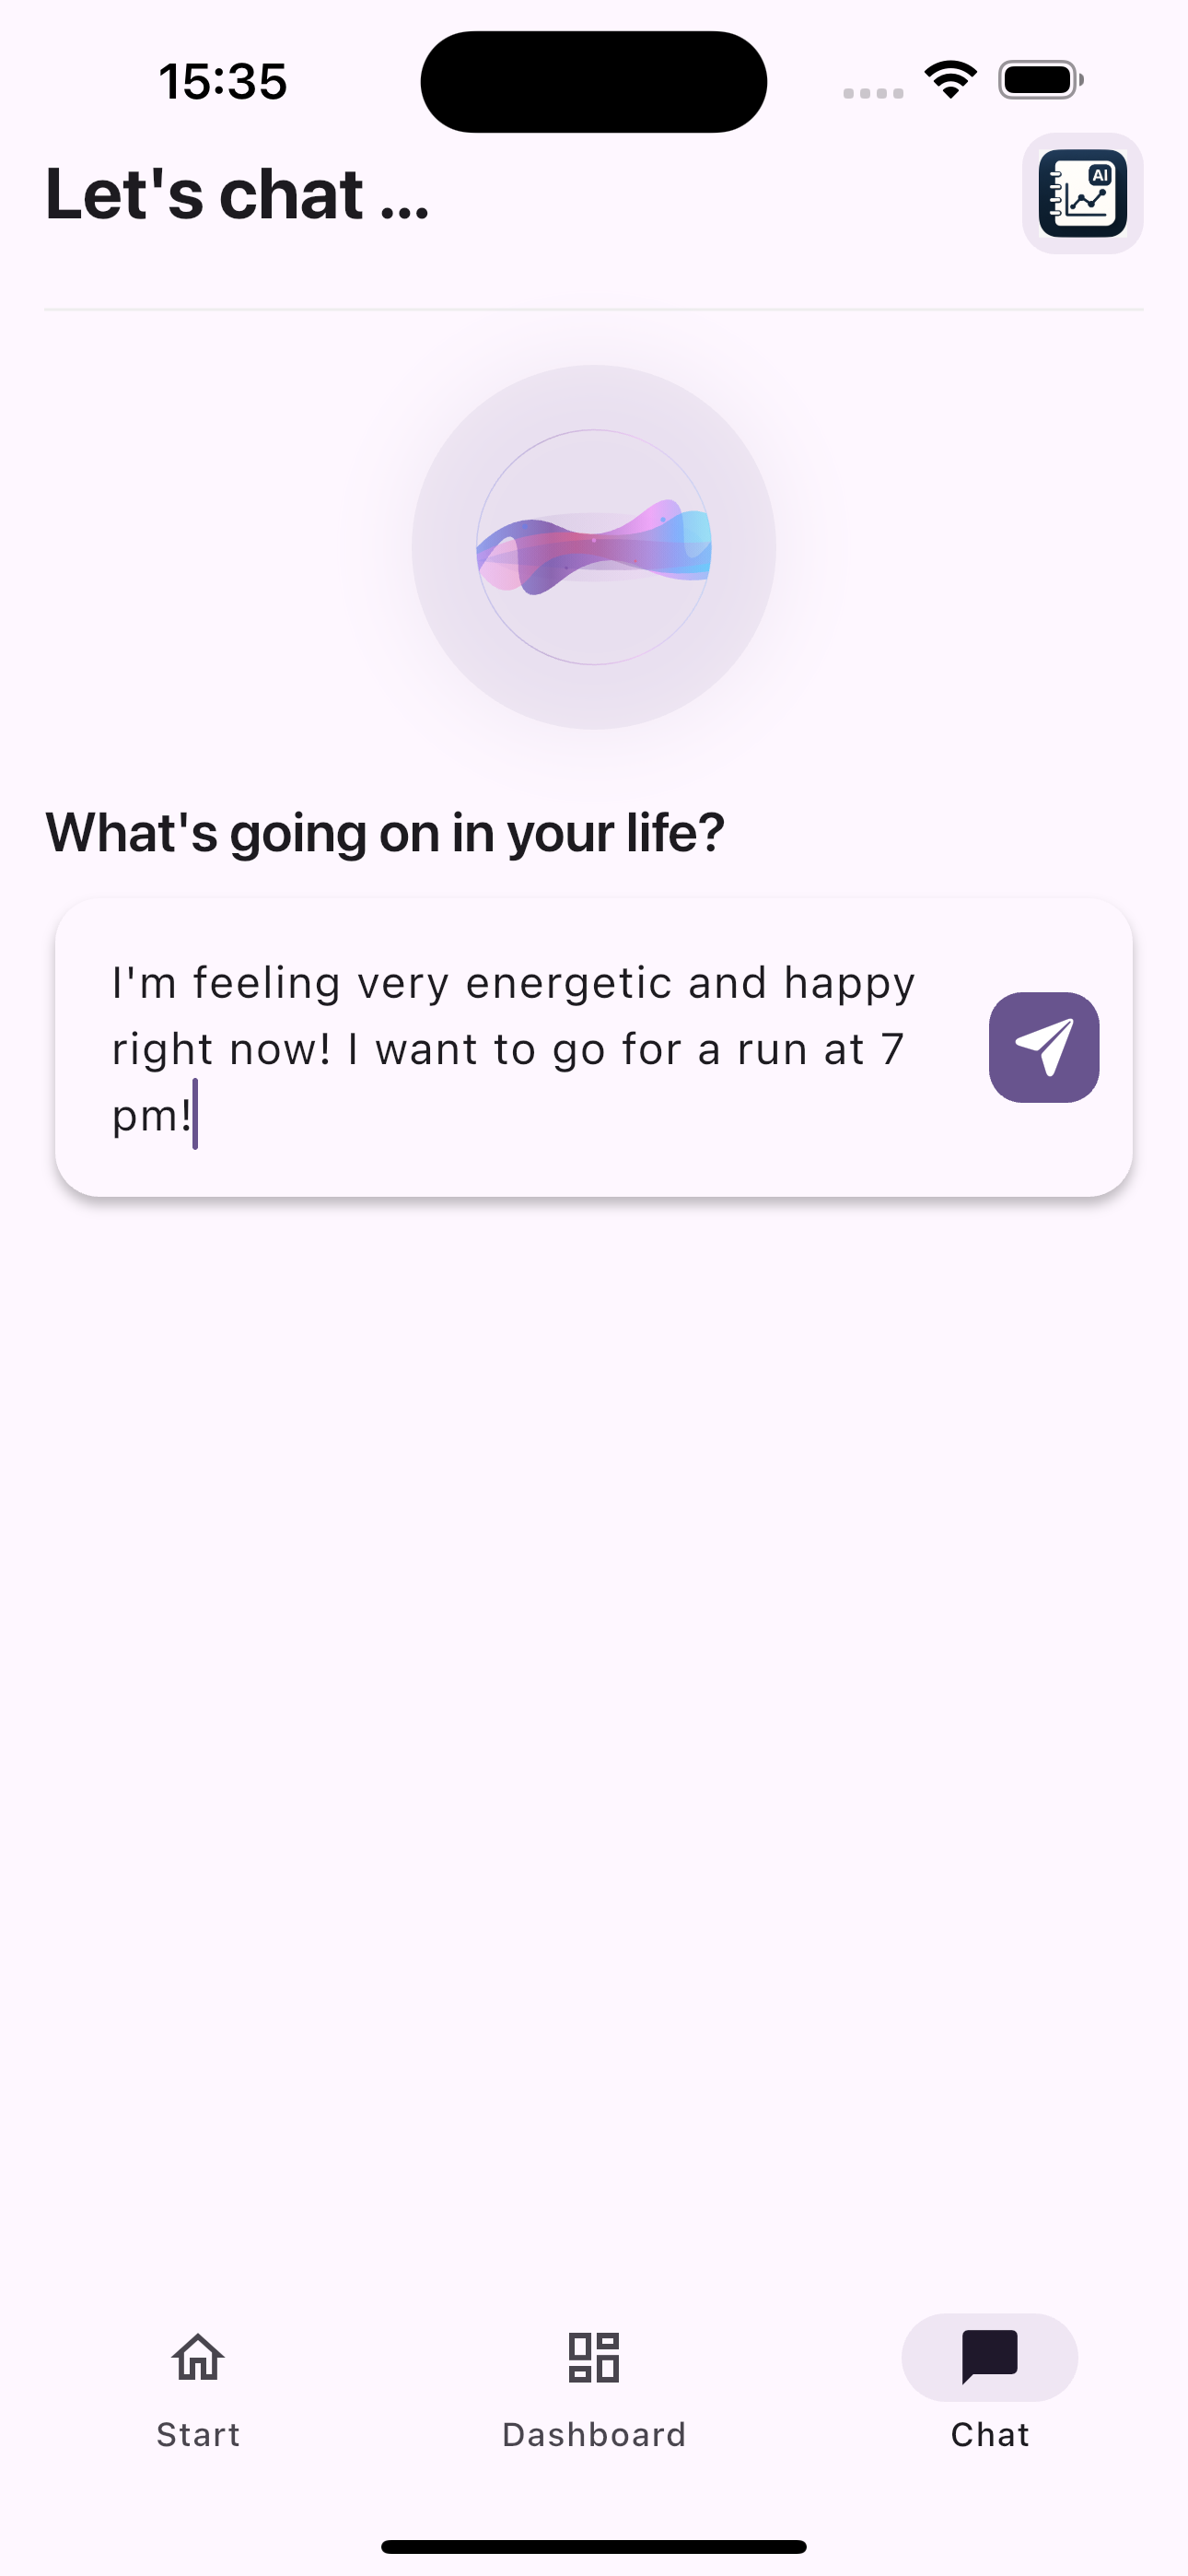 15:35
Let's chat ...
AI
What's going on in your life?
I'm feeling very energetic and happy
right now! I want to go for a run at 7
pm!
Start
Dashboard
Chat